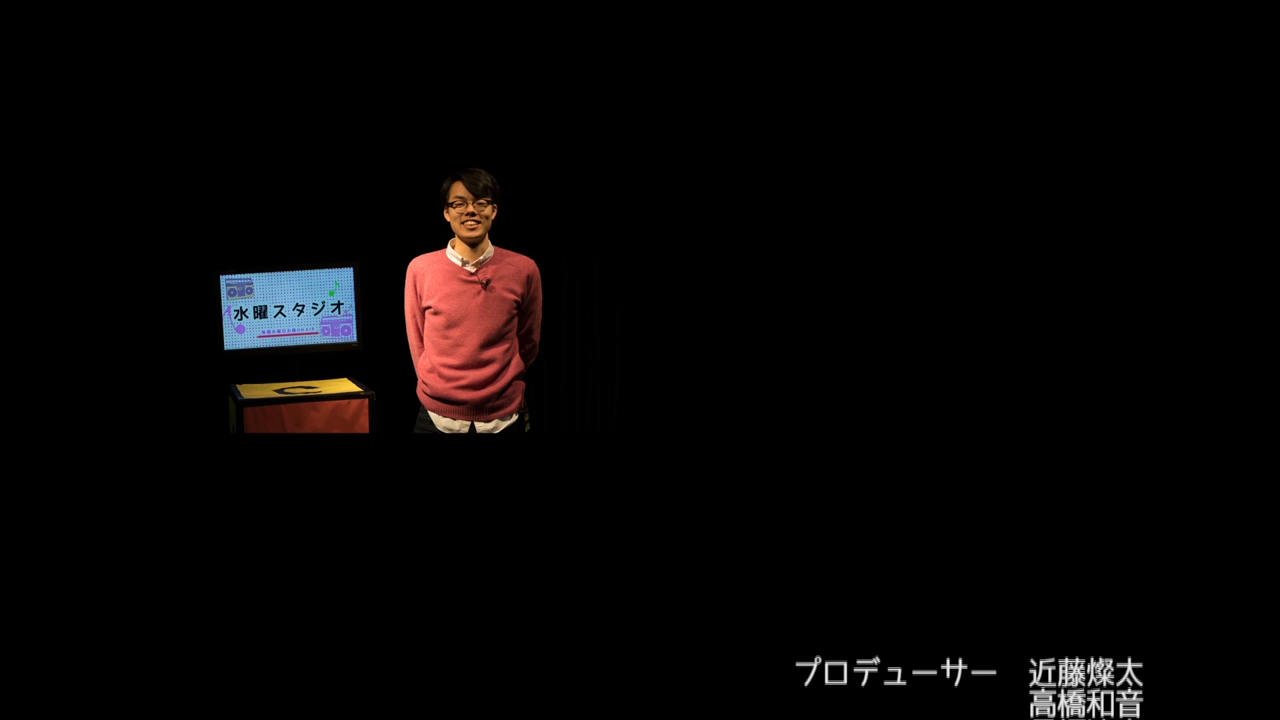 水曜スタジオ
C
プロデューサー 近藤燦太
高橋和音